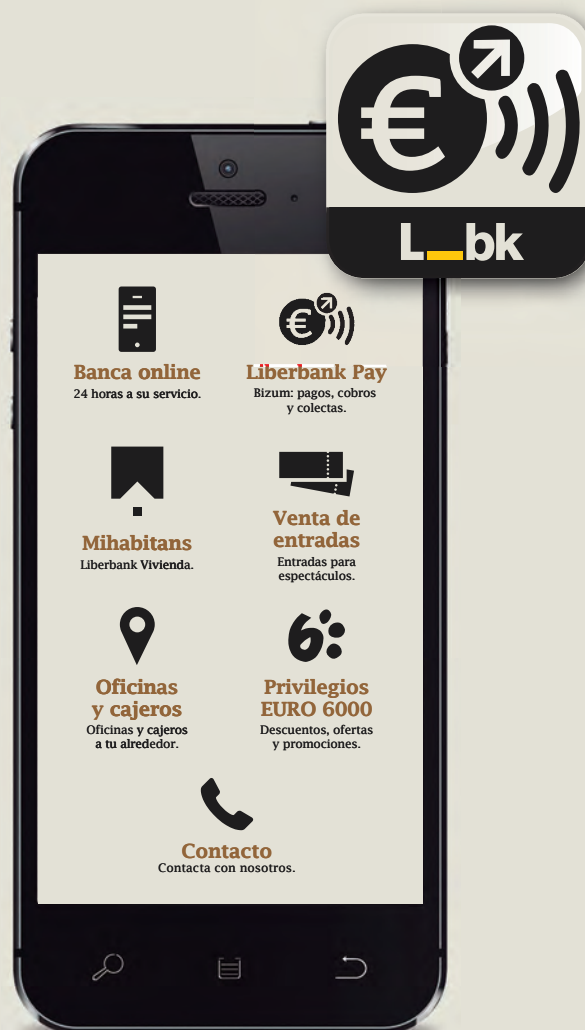 L_bk
Banca online
24 horas a su servicio.
Liberbank Pay
Bizum: pagos, cobros
y colectas.
Mihabitans
Liberbank Vivienda.
Venta de
entradas
Entradas para
espectáculos.
Oficinas
y cajeros
Oficinas y cajeros
a tu alrededor.
Privilegios
EURO 6000
Descuentos, ofertas
y promociones.
Contacto
Contacta con nosotros.